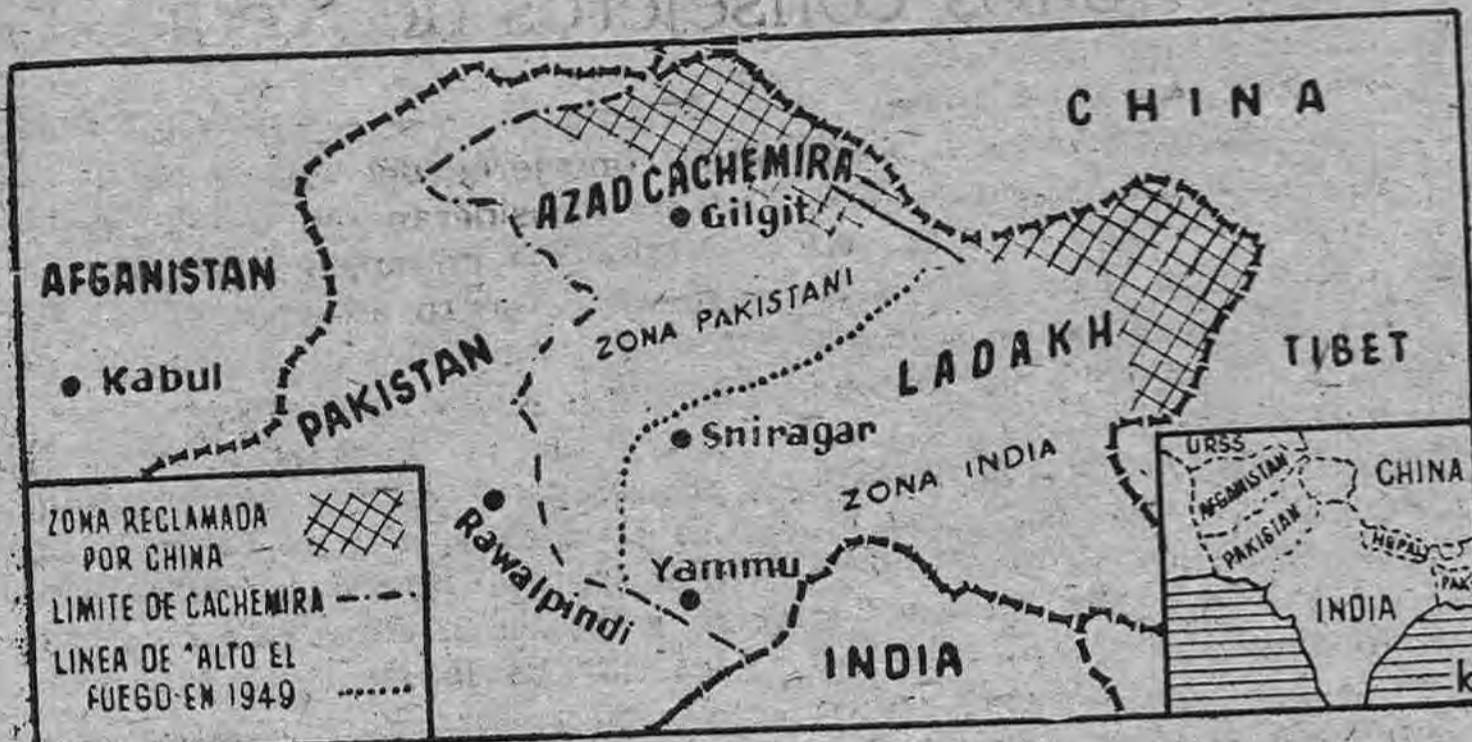 CHINA
AZAD CACHEMIRA
Gilgit
AFGANISTAN
ZONA PAKISTANI
Kabul
PAKISTAN
LADAKH
TIBET
Sniragar
ZONA INDIA
Rawalpindi
Yammu
INDIA
ZONA RECLAMADA
POR CHINA
LIMITE DE CACHEMIRA
LINEA DE "ALTO EL
FUEGO EN 1949
URSS
AFGANISTAN
CHINA
PAKISTAN
NEPAL
PAK
INDIA